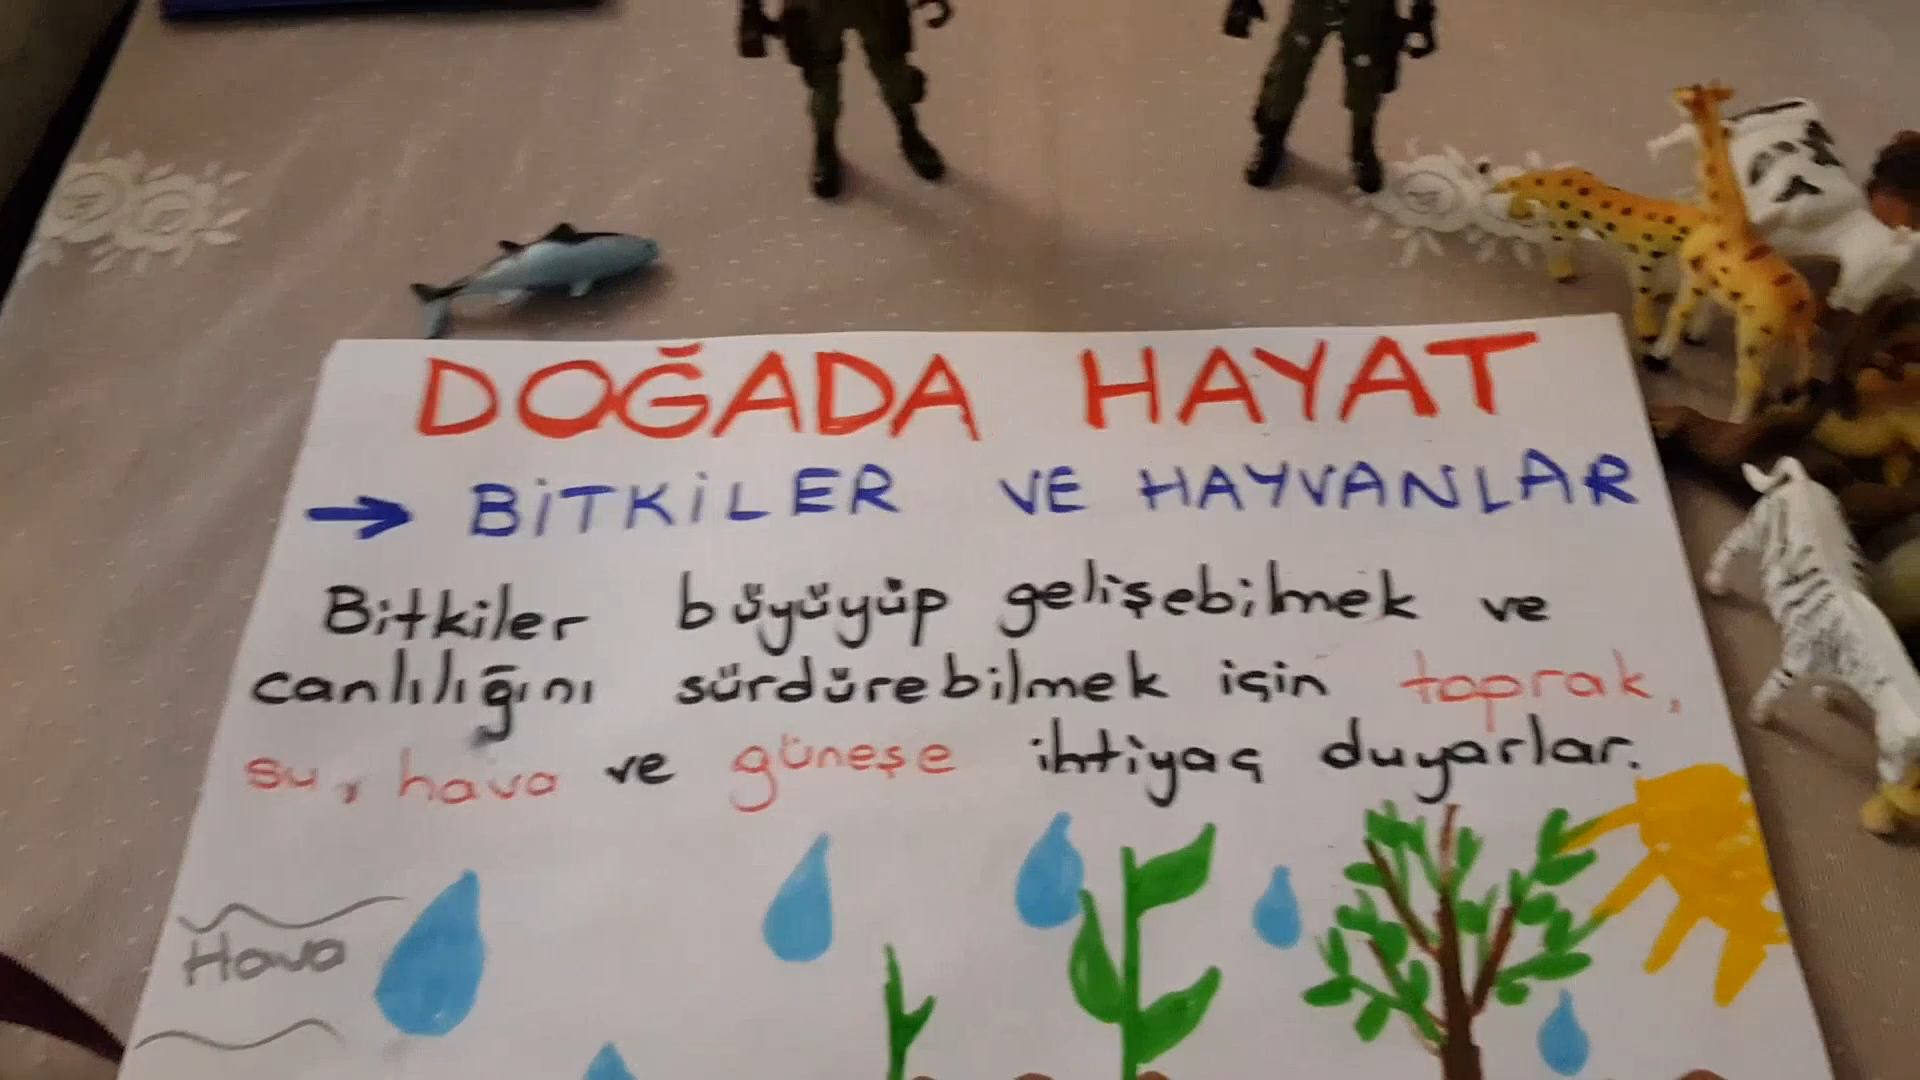 DOĞADA HAYAT
→ BİTKİLER VE HAYVANLAR
Bitkiler büyüyüp gelişebilmek ve
canlılığını sürdürebilmek için toprak,
su, hava ve güneşe ihtiyaç duyarlar.
Hava